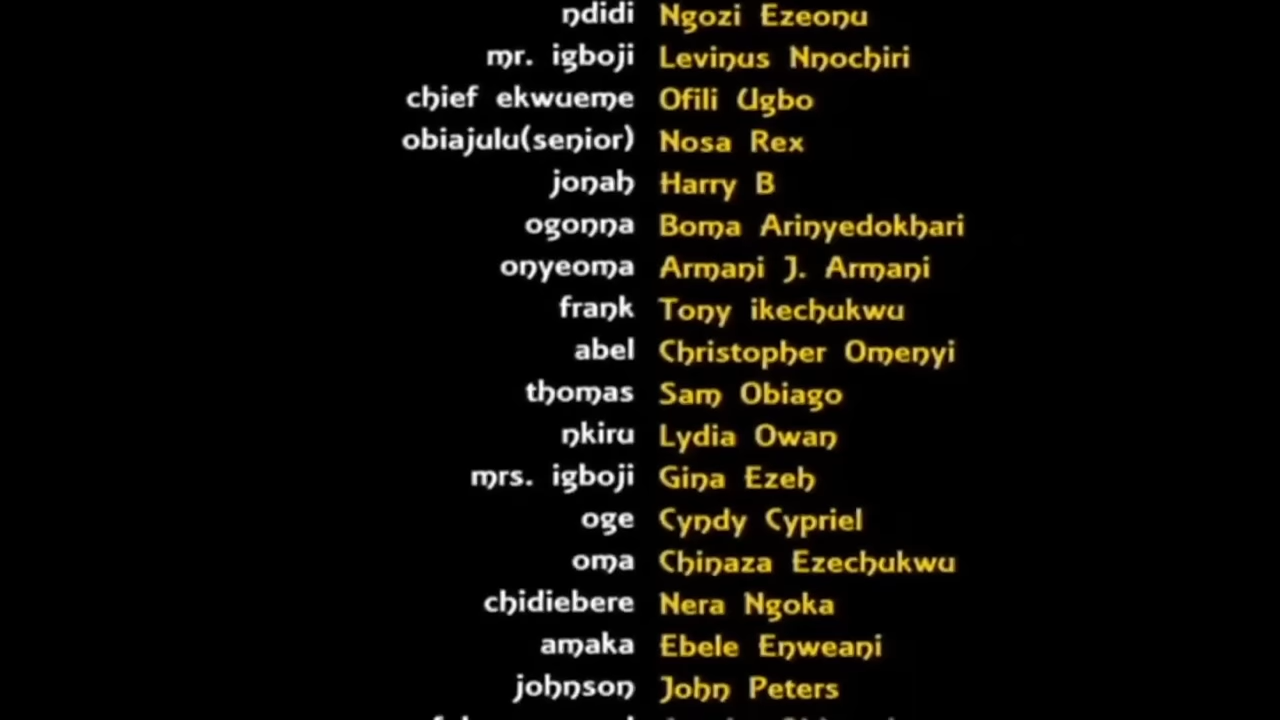 ndidi Ngozi Ezeonu
mr. igboji Levinus Nnochiri
chief ekwueme Ofili Ugbo
obiajulu(senior) Nosa Rex
jonah Harry B
ogonna Boma Arinyedokhari
onyeoma Armani J. Armani
frank Tony ikechukwu
abel Christopher Omenyi
thomas Sam Obiago
nkiru Lydia Owan
mrs. igboji Gina Ezeh
oge Cyndy Cypriel
oma Chinaza Ezechukwu
chidiebere Nera Ngoka
amaka Ebele Enweani
johnson John Peters